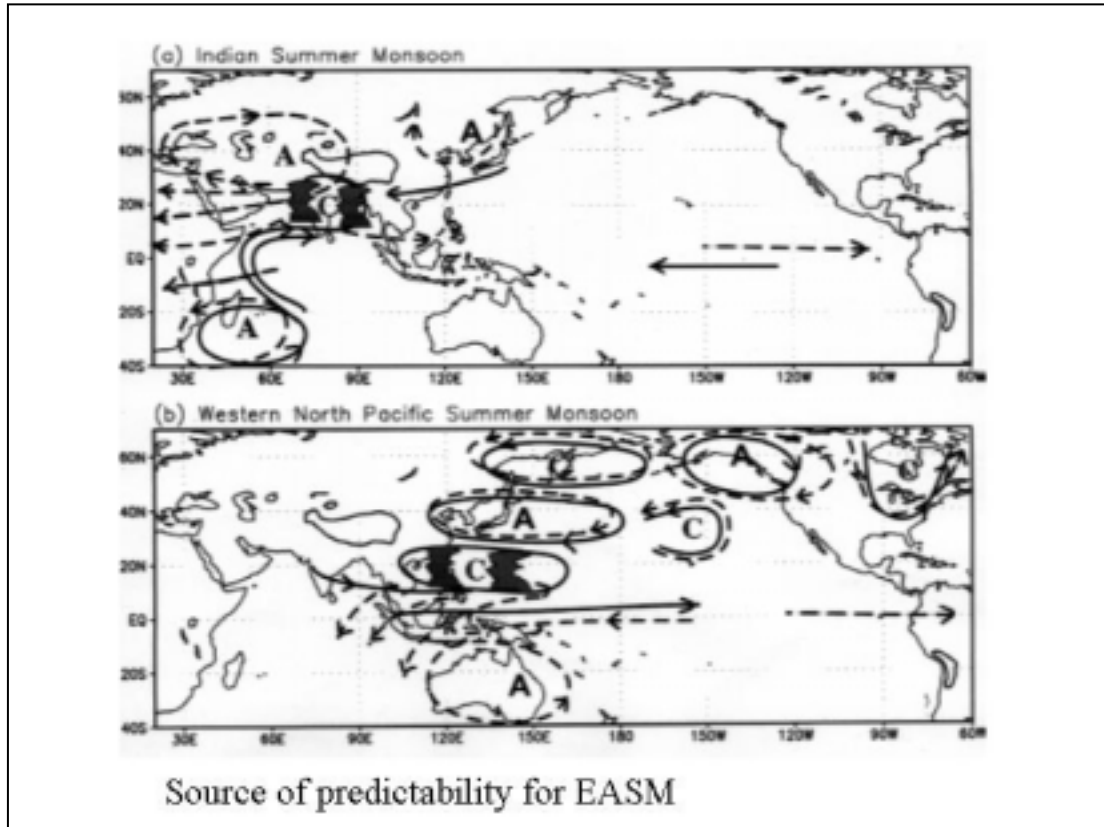 (a) Indian Summer Monsoon
60N
40N
20N
EQ
20S
40S
A
A
C
A
30E 60E 90E 120E 150E 180 150W 120W 90W 60W
(b) Western North Pacific Summer Monsoon
60N
40N
20N
EQ
20S
40S
C A C
A C
C
A
30E 60E 90E 120E 150E 180 150W 120W 90W 60W
Source of predictability for EASM